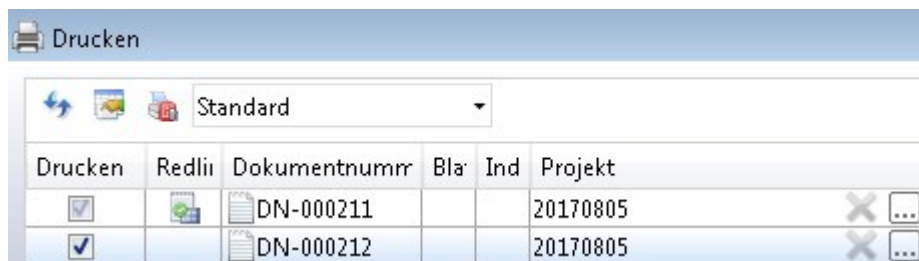 Drucken
Standard
Drucken Redlii Dokumentnumm Bla Ind Projekt
DN-000211 20170805 ...
DN-000212 20170805 ...